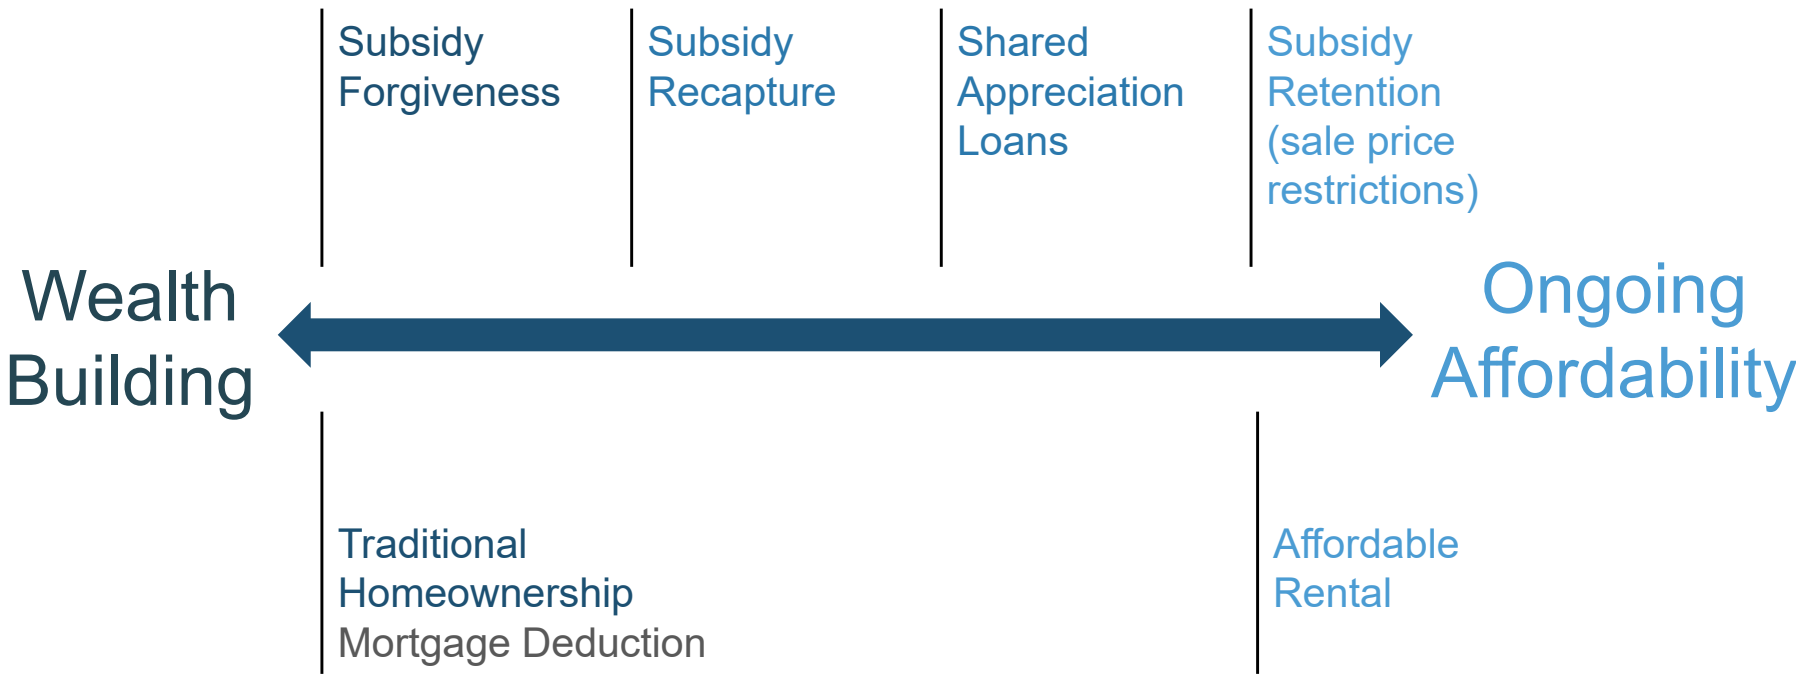 Subsidy
Forgiveness
Subsidy
Recapture
Shared
Appreciation
Loans
Subsidy
Retention
(sale price
restrictions)
Wealth
Building
Ongoing
Affordability
Traditional
Homeownership
Mortgage Deduction
Affordable
Rental